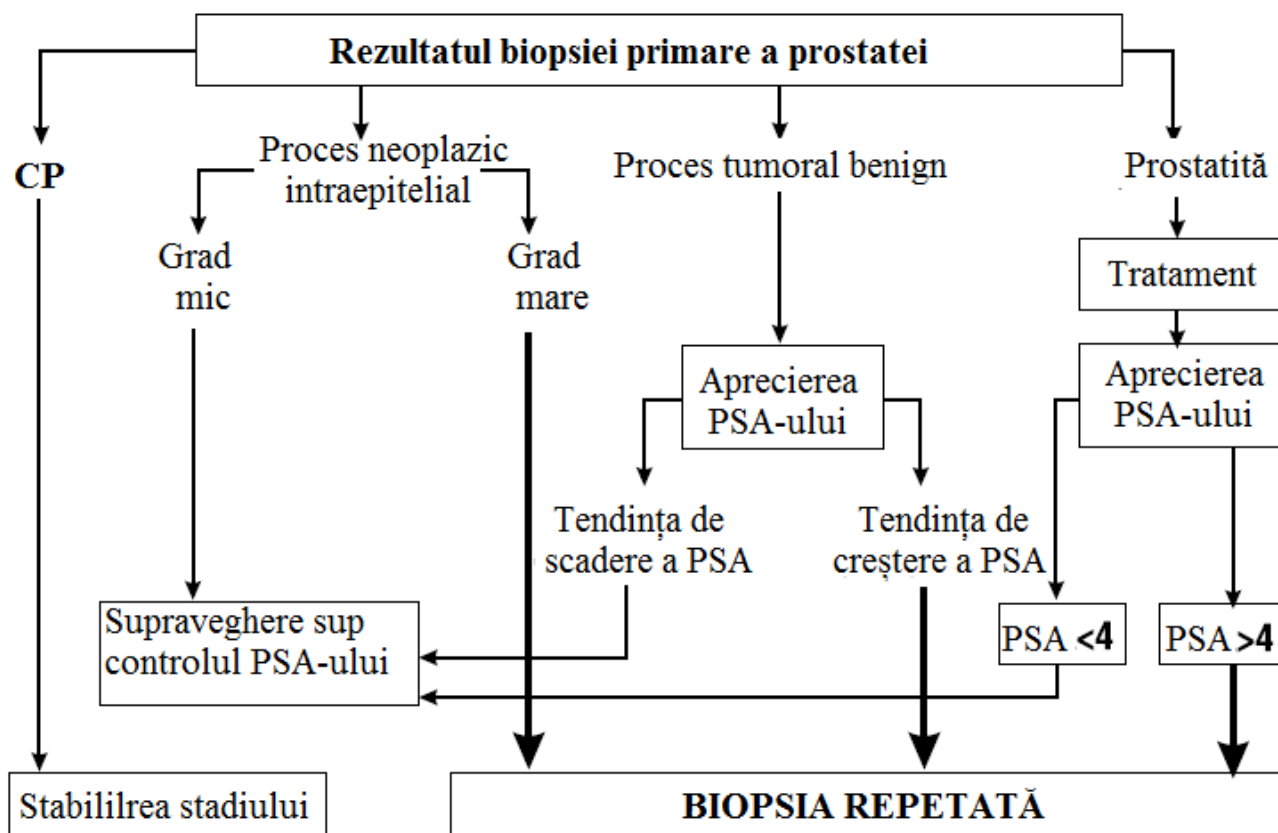 Rezultatul biopsiei primare a prostatei
CP
Proces neoplazic
intraepitelial
Proces tumoral benign
Prostatită
Grad
mic
Grad
mare
Tratament
Aprecierea
PSA-ului
Aprecierea
PSA-ului
Tendința de
scadere a PSA
Tendința de
creștere a PSA
Supraveghere sup
controlul PSA-ului
PSA <4
PSA >4
Stabililrea stadiului
BIOPSIA REPETATĂ